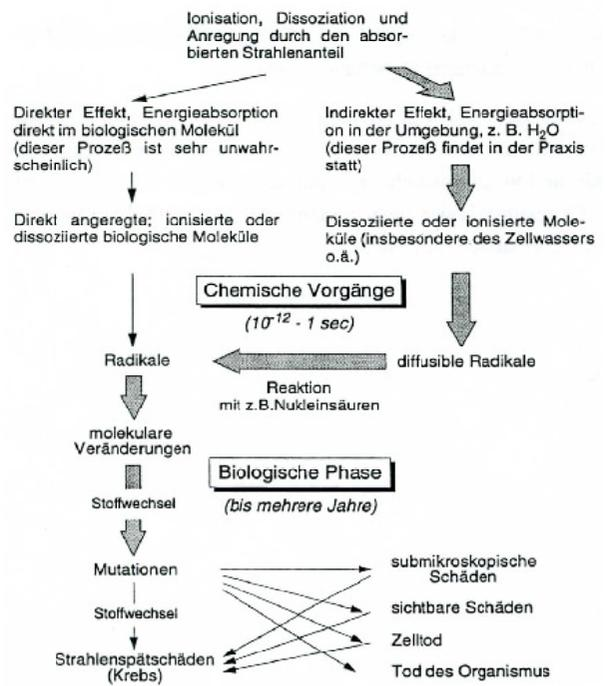 Ionisation, Dissoziation und
Anregung durch den absor-
bierten Strahlenanteil
Direkter Effekt, Energieabsorption
direkt im biologischen Molekül
(dieser Prozeß ist sehr unwahr-
scheinlich)
Indirekter Effekt, Energieabsorpti-
on in der Umgebung, z. B. H₂O
(dieser Prozeß findet in der Praxis
statt)
Direkt angeregte; ionisierte oder
dissoziierte biologische Moleküle
Dissoziierte oder ionisierte Mole-
küle (insbesondere des Zellwassers
o.ä.)
Chemische Vorgänge
(10⁻¹² - 1 sec)
Radikale
diffusible Radikale
Reaktion
mit z.B.Nukleinsäuren
molekulare
Veränderungen
Biologische Phase
(bis mehrere Jahre)
Stoffwechsel
Mutationen
submikroskopische
Schäden
Stoffwechsel
sichtbare Schäden
Zelltod
Strahlenspätschäden
(Krebs)
Tod des Organismus